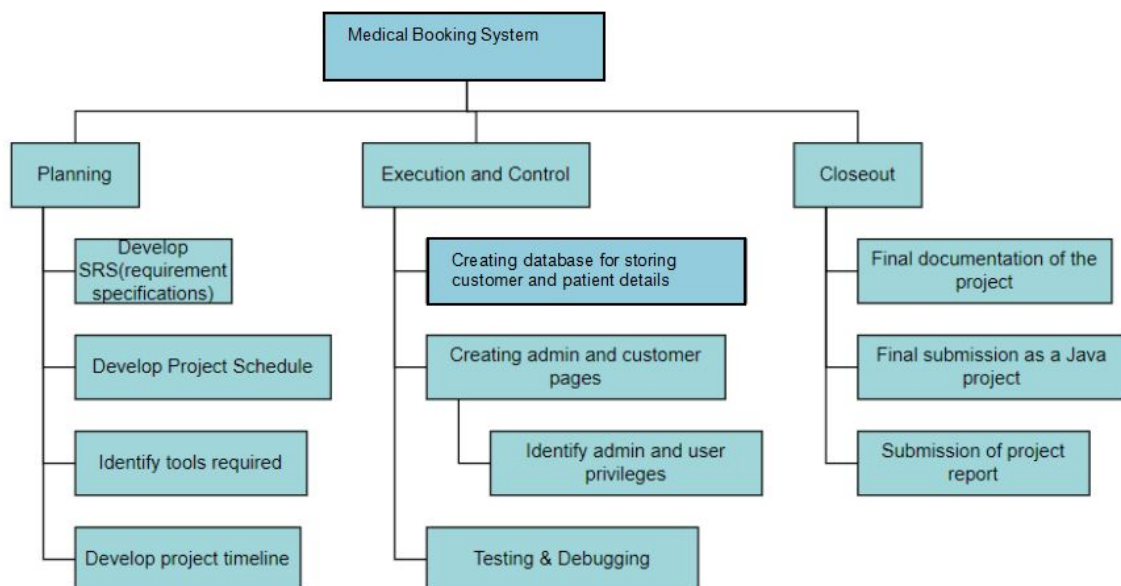 Medical Booking System
Planning
Execution and Control
Closeout
Develop
SRS(requirement
specifications)
Creating database for storing
customer and patient details
Final documentation of the
project
Develop Project Schedule
Creating admin and customer
pages
Final submission as a Java
project
Identify tools required
Identify admin and user
privileges
Submission of project
report
Develop project timeline
Testing & Debugging